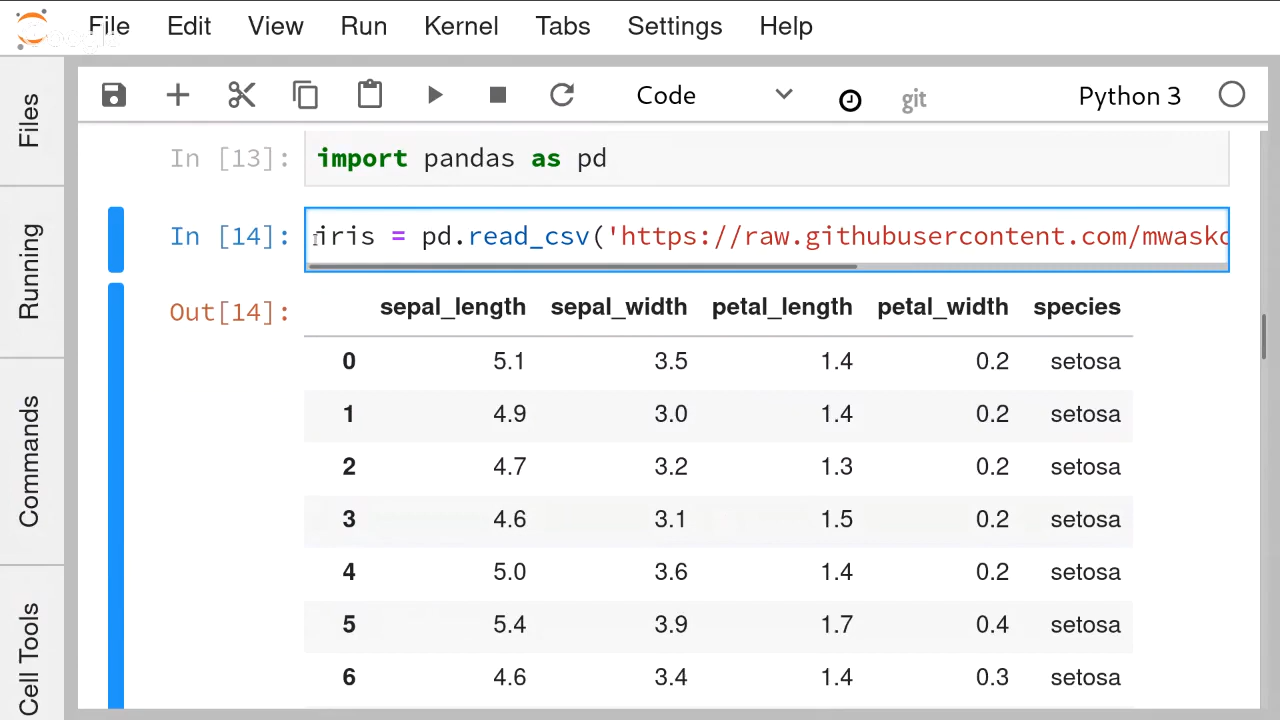 File Edit View Run Kernel Tabs Settings Help
Code git Python 3
Files
Running
Commands
Cell Tools
In [13]: import pandas as pd
In [14]: iris = pd.read_csv('https://raw.githubusercontent.com/mwasko
Out[14]: sepal_length sepal_width petal_length petal_width species
0 5.1 3.5 1.4 0.2 setosa
1 4.9 3.0 1.4 0.2 setosa
2 4.7 3.2 1.3 0.2 setosa
3 4.6 3.1 1.5 0.2 setosa
4 5.0 3.6 1.4 0.2 setosa
5 5.4 3.9 1.7 0.4 setosa
6 4.6 3.4 1.4 0.3 setosa